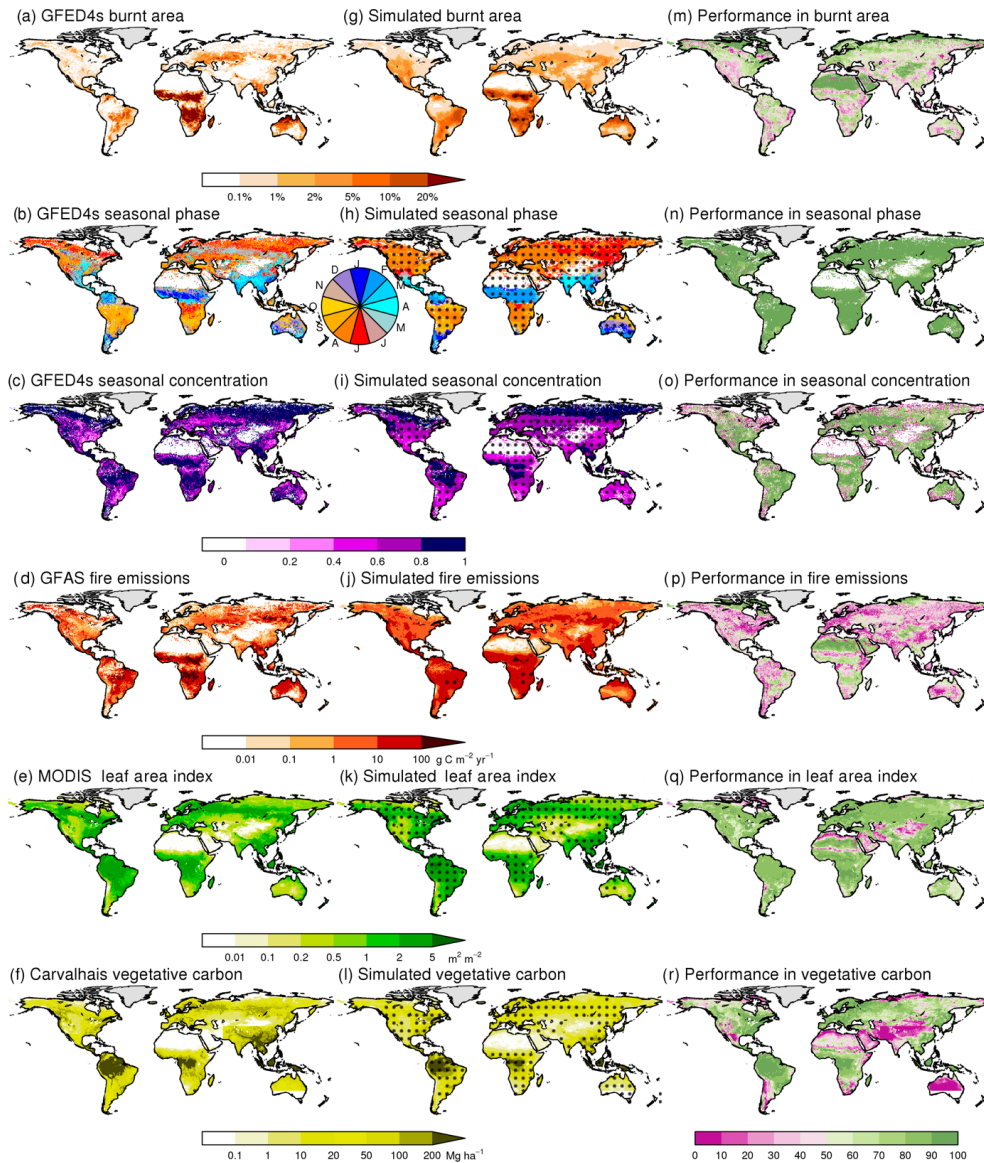 (a) GFED4s burnt area
(g) Simulated burnt area
(m) Performance in burnt area
0.1% 1% 2% 5% 10% 20%
(b) GFED4s seasonal phase
(h) Simulated seasonal phase
(n) Performance in seasonal phase
J F M A M J J A S O N D
(c) GFED4s seasonal concentration
(i) Simulated seasonal concentration
(o) Performance in seasonal concentration
0 0.2 0.4 0.6 0.8 1
(d) GFAS fire emissions
(j) Simulated fire emissions
(p) Performance in fire emissions
0.01 0.1 1 10 100 g C m⁻² yr⁻¹
(e) MODIS leaf area index
(k) Simulated leaf area index
(q) Performance in leaf area index
0.01 0.1 0.2 0.5 1 2 5 m² m⁻²
(f) Carvalhais vegetative carbon
(l) Simulated vegetative carbon
(r) Performance in vegetative carbon
0.1 1 10 20 50 100 200 Mg ha⁻¹
0 10 20 30 40 50 60 70 80 90 100